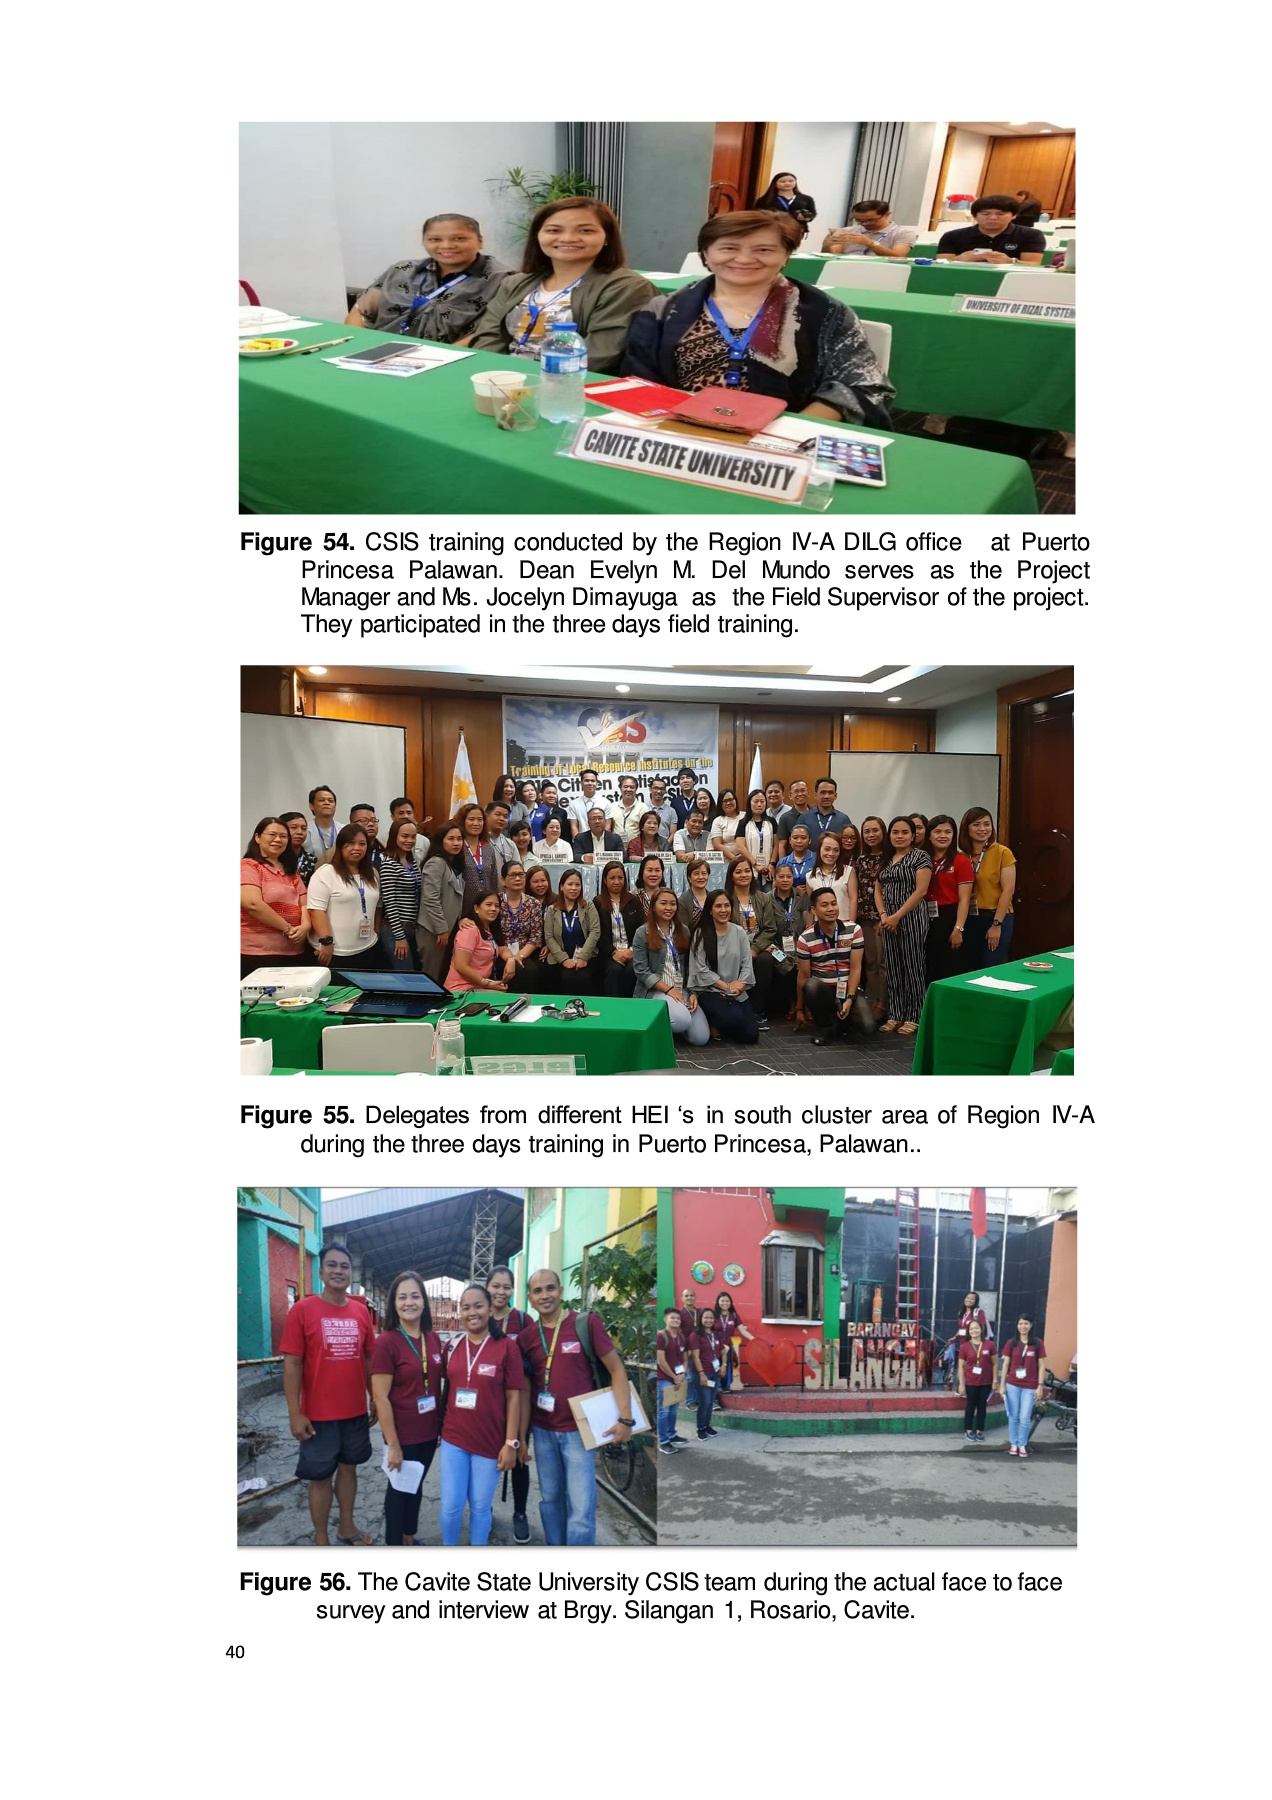 UNIVERSITY OF RIZAL SYSTEM
CAVITE STATE UNIVERSITY
Figure 54. CSIS training conducted by the Region IV-A DILG office at Puerto
Princesa Palawan. Dean Evelyn M. Del Mundo serves as the Project
Manager and Ms. Jocelyn Dimayuga as the Field Supervisor of the project.
They participated in the three days field training.
Training of Local Resource Institutes on the
Citizen Satisfaction
BLGS
Figure 55. Delegates from different HEI ‘s in south cluster area of Region IV-A
during the three days training in Puerto Princesa, Palawan..
BARANGAY
I SILANGAN
Figure 56. The Cavite State University CSIS team during the actual face to face
survey and interview at Brgy. Silangan 1, Rosario, Cavite.
40